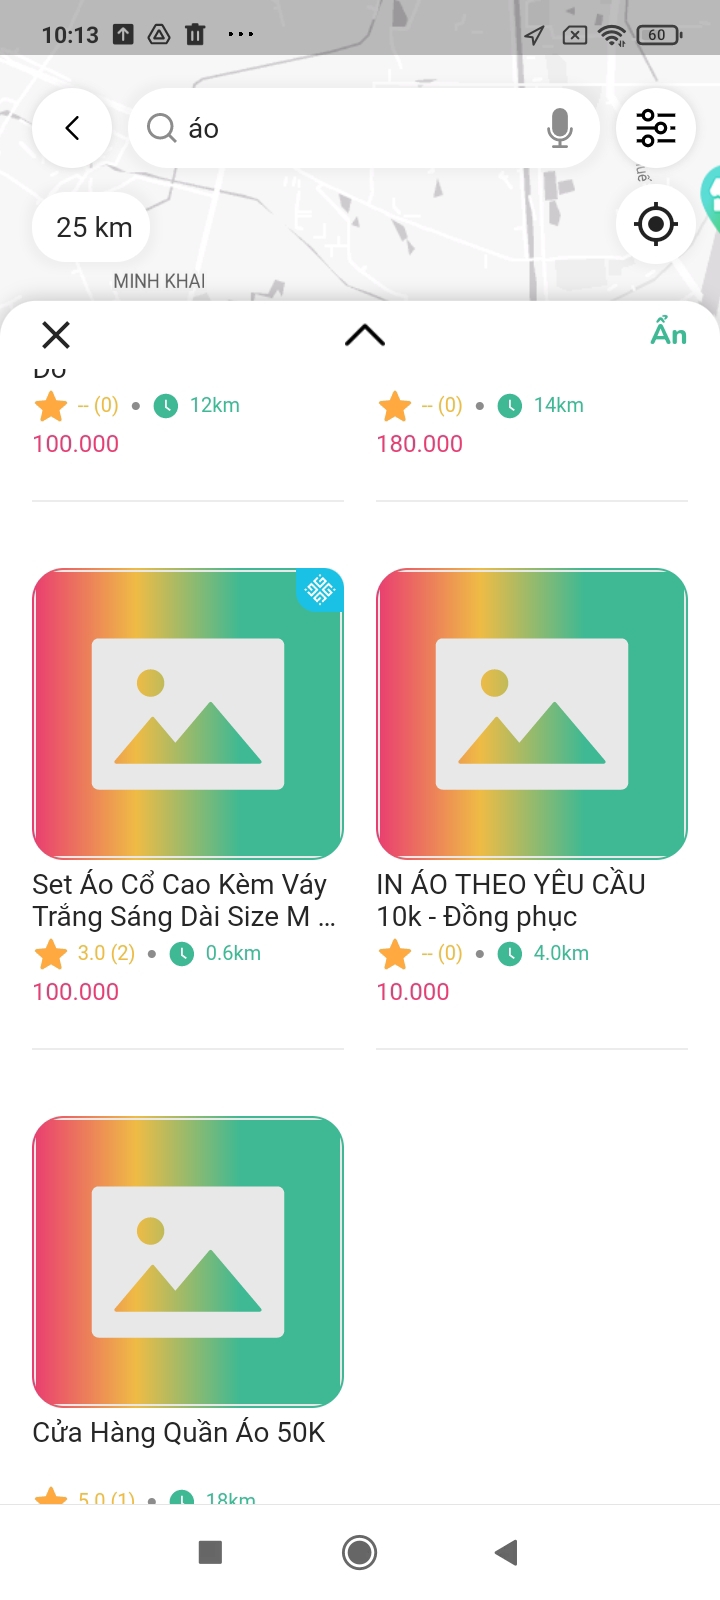 10:13
60
áo
25 km
MINH KHAI
Ẩn
-- (0) • 12km
-- (0) • 14km
100.000
180.000
Set Áo Cổ Cao Kèm Váy
Trắng Sáng Dài Size M ...
3.0 (2) • 0.6km
100.000
IN ÁO THEO YÊU CẦU
10k - Đồng phục
-- (0) • 4.0km
10.000
Cửa Hàng Quần Áo 50K
5.0 (1) • 18km